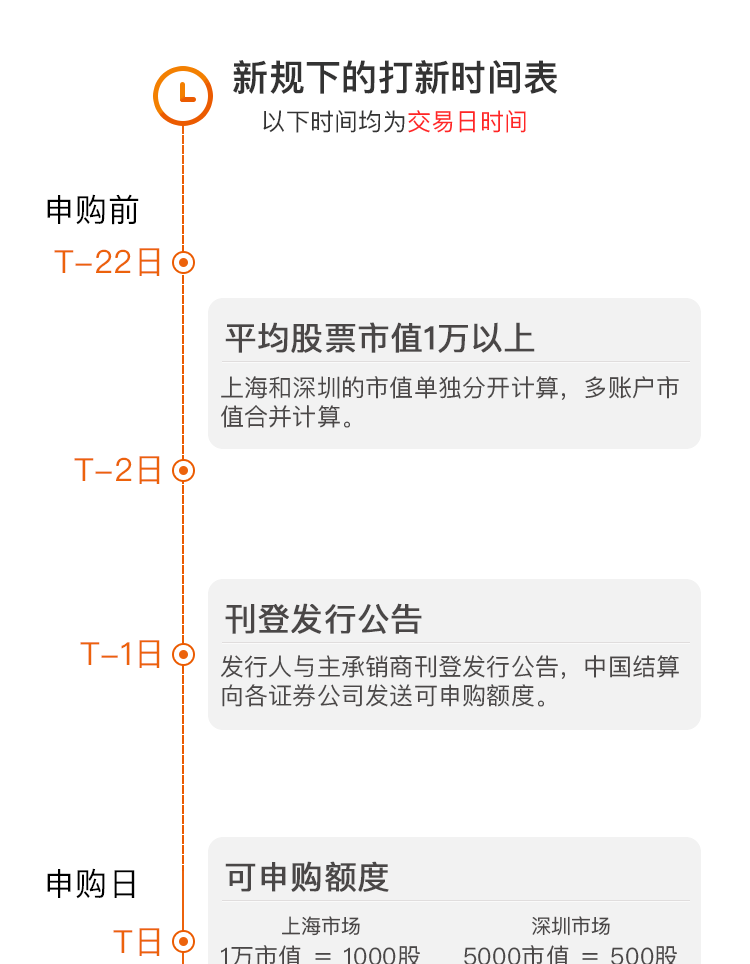 新规下的打新时间表
以下时间均为交易日时间
申购前
T-22日
平均股票市值1万以上
上海和深圳的市值单独分开计算，多账户市
值合并计算。
T-2日
刊登发行公告
T-1日
发行人与主承销商刊登发行公告，中国结算
向各证券公司发送可申购额度。
申购日
可申购额度
上海市场 深圳市场
T日
1万市值 = 1000股 5000市值 = 500股